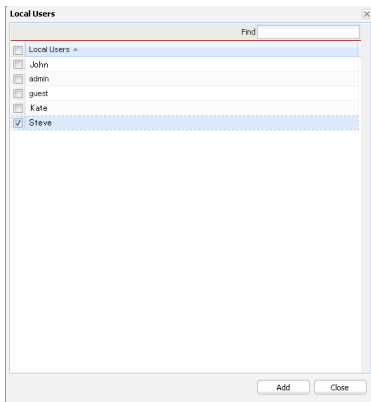 Local Users
Find
Local Users
John
admin
guest
Kate
Steve
Add Close